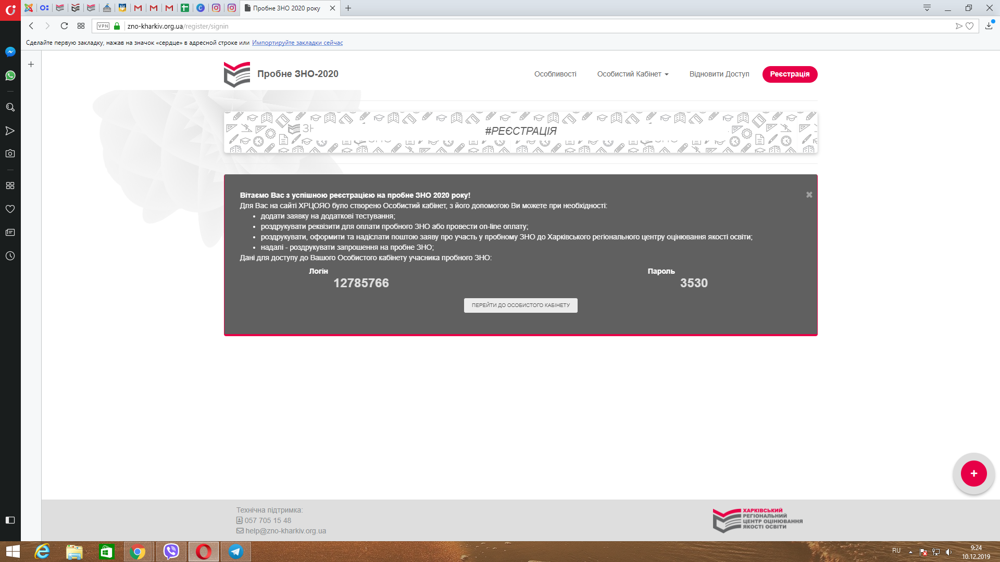 Пробне ЗНО 2020 року
VPN
zno-kharkiv.org.ua/register/signin
Сделайте первую закладку, нажав на значок «сердце» в адресной строке или Импортируйте закладки сейчас
Пробне ЗНО-2020
Особливості
Особистий Кабінет
Відновити Доступ
Реєстрація
#РЕЄСТРАЦІЯ
Вітаємо Вас з успішною реєстрацією на пробне ЗНО 2020 року!
Для Вас на сайті ХРЦОЯО було створено Особистий кабінет, з його допомогою Ви можете при необхідності:
• додати заявку на додаткові тестування;
• роздрукувати реквізити для оплати пробного ЗНО або провести on-line оплату;
• роздрукувати, оформити та надіслати поштою заяву про участь у пробному ЗНО до Харківського регіонального центру оцінювання якості освіти;
• надалі - роздрукувати запрошення на пробне ЗНО;
Дані для доступу до Вашого Особистого кабінету учасника пробного ЗНО:
Логін
12785766
Пароль
3530
ПЕРЕЙТИ ДО ОСОБИСТОГО КАБІНЕТУ
Технічна підтримка:
057 705 15 48
help@zno-kharkiv.org.ua
ХАРКІВСЬКИЙ
РЕГІОНАЛЬНИЙ
ЦЕНТР ОЦІНЮВАННЯ
ЯКОСТІ ОСВІТИ
RU
9:24
10.12.2019